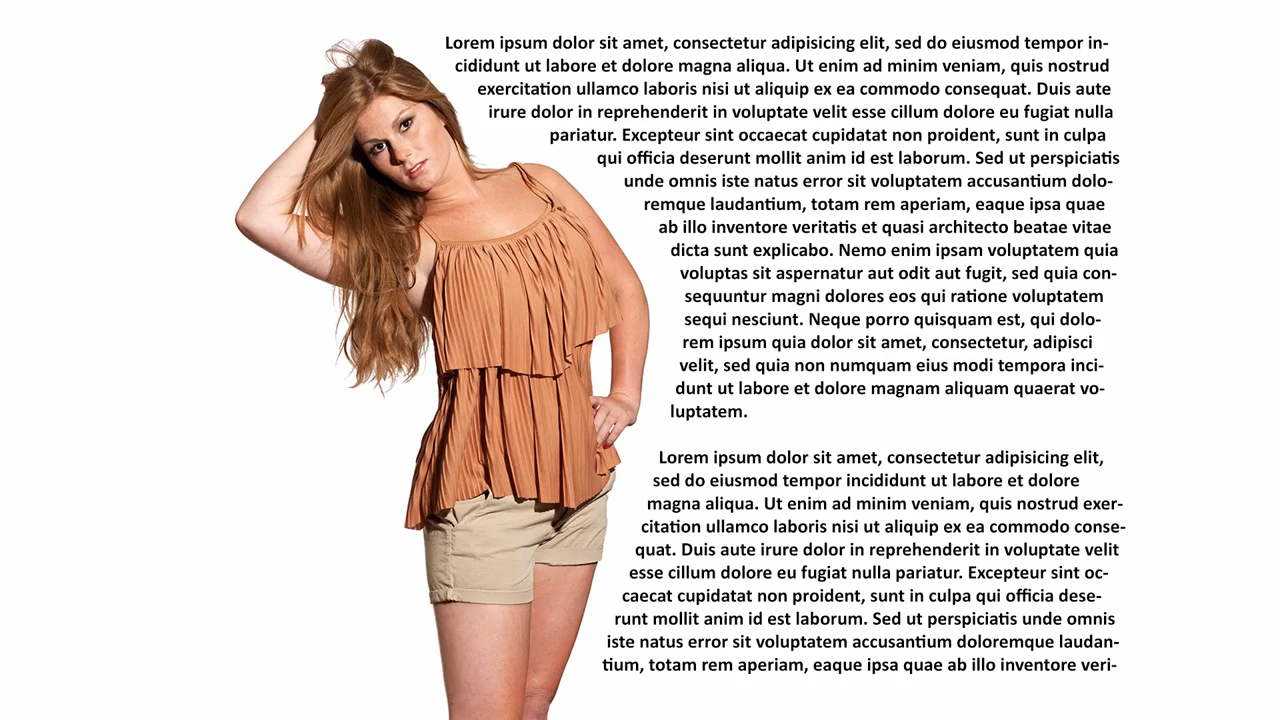 Lorem ipsum dolor sit amet, consectetur adipisicing elit, sed do eiusmod tempor in-
cididunt ut labore et dolore magna aliqua. Ut enim ad minim veniam, quis nostrud
exercitation ullamco laboris nisi ut aliquip ex ea commodo consequat. Duis aute
irure dolor in reprehenderit in voluptate velit esse cillum dolore eu fugiat nulla
pariatur. Excepteur sint occaecat cupidatat non proident, sunt in culpa
qui officia deserunt mollit anim id est laborum. Sed ut perspiciatis
unde omnis iste natus error sit voluptatem accusantium dolo-
remque laudantium, totam rem aperiam, eaque ipsa quae
ab illo inventore veritatis et quasi architecto beatae vitae
dicta sunt explicabo. Nemo enim ipsam voluptatem quia
voluptas sit aspernatur aut odit aut fugit, sed quia con-
sequuntur magni dolores eos qui ratione voluptatem
sequi nesciunt. Neque porro quisquam est, qui dolo-
rem ipsum quia dolor sit amet, consectetur, adipisci
velit, sed quia non numquam eius modi tempora inci-
dunt ut labore et dolore magnam aliquam quaerat vo-
luptatem.
Lorem ipsum dolor sit amet, consectetur adipisicing elit,
sed do eiusmod tempor incididunt ut labore et dolore
magna aliqua. Ut enim ad minim veniam, quis nostrud exer-
citation ullamco laboris nisi ut aliquip ex ea commodo conse-
quat. Duis aute irure dolor in reprehenderit in voluptate velit
esse cillum dolore eu fugiat nulla pariatur. Excepteur sint oc-
caecat cupidatat non proident, sunt in culpa qui officia dese-
runt mollit anim id est laborum. Sed ut perspiciatis unde omnis
iste natus error sit voluptatem accusantium doloremque laudan-
tium, totam rem aperiam, eaque ipsa quae ab illo inventore veri-